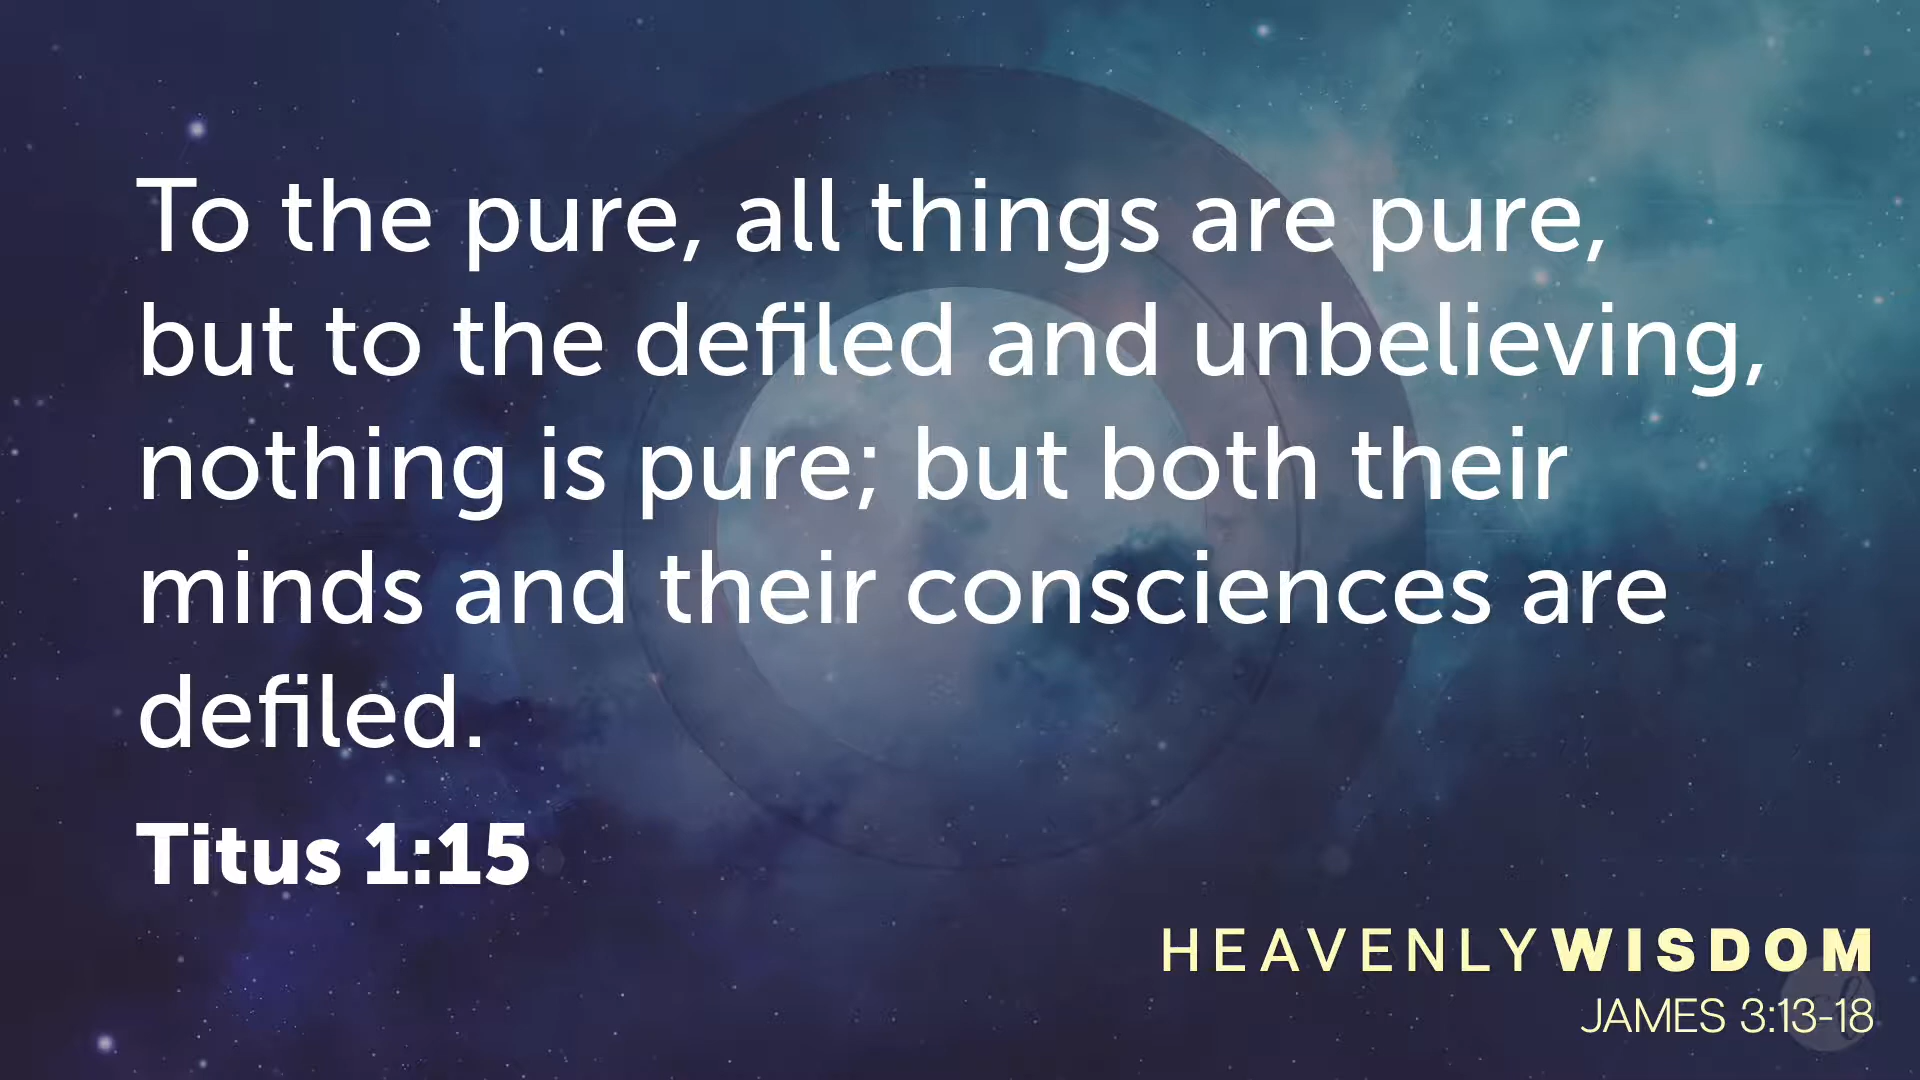 To the pure, all things are pure,
but to the defiled and unbelieving,
nothing is pure; but both their
minds and their consciences are
defiled.
Titus 1:15
HEAVENLYWISDOM
JAMES 3:13-18